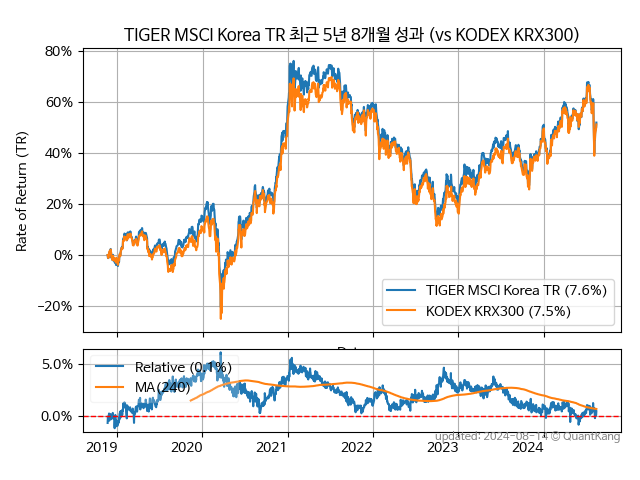 TIGER MSCI Korea TR 최근 5년 8개월 성과 (vs KODEX KRX300)
80%
60%
40%
20%
0%
−20%
Rate of Return (TR)
TIGER MSCI Korea TR (7.6%)
KODEX KRX300 (7.5%)
5.0%
0.0%
Relative (0.1%)
MA(240)
2019
2020
2021
2022
2023
2024
updated: 2024-08-14 © QuantKang